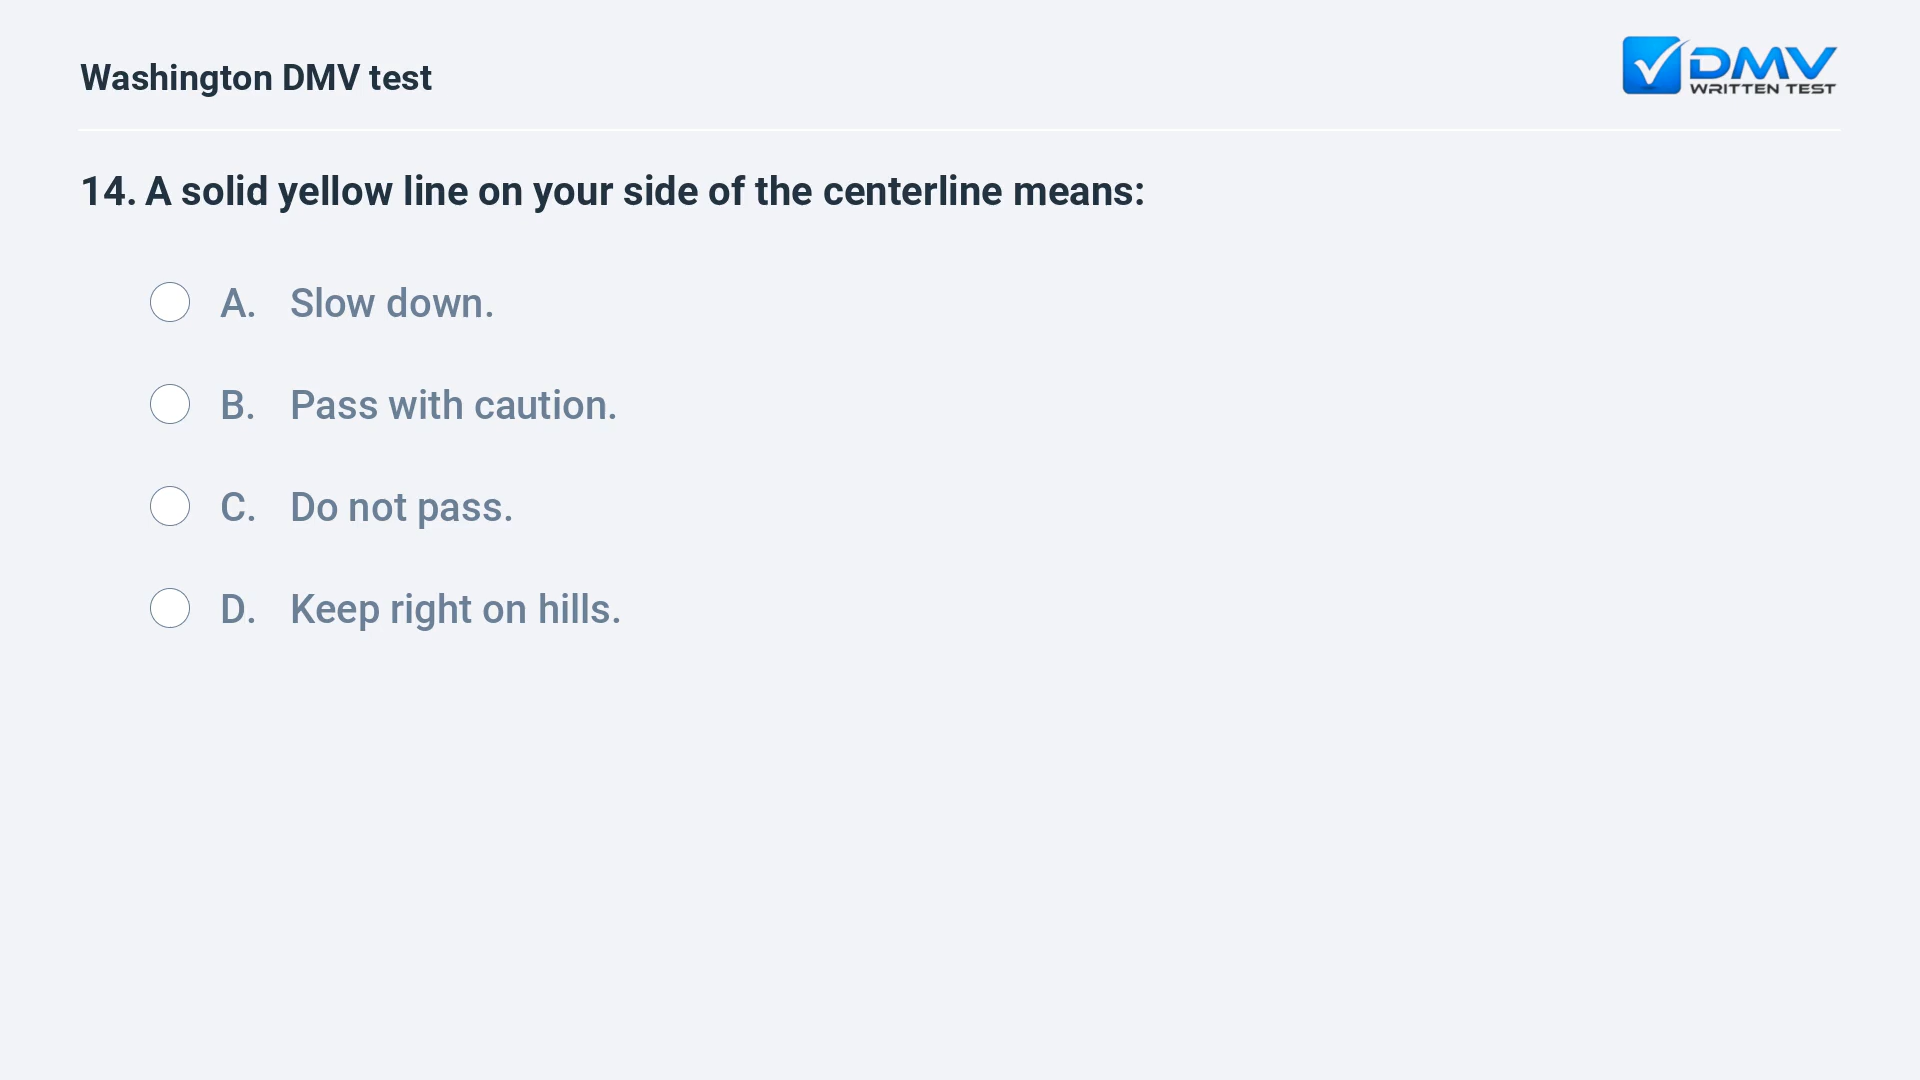 Washington DMV test
DMV
WRITTEN TEST
14. A solid yellow line on your side of the centerline means:
A. Slow down.
B. Pass with caution.
C. Do not pass.
D. Keep right on hills.